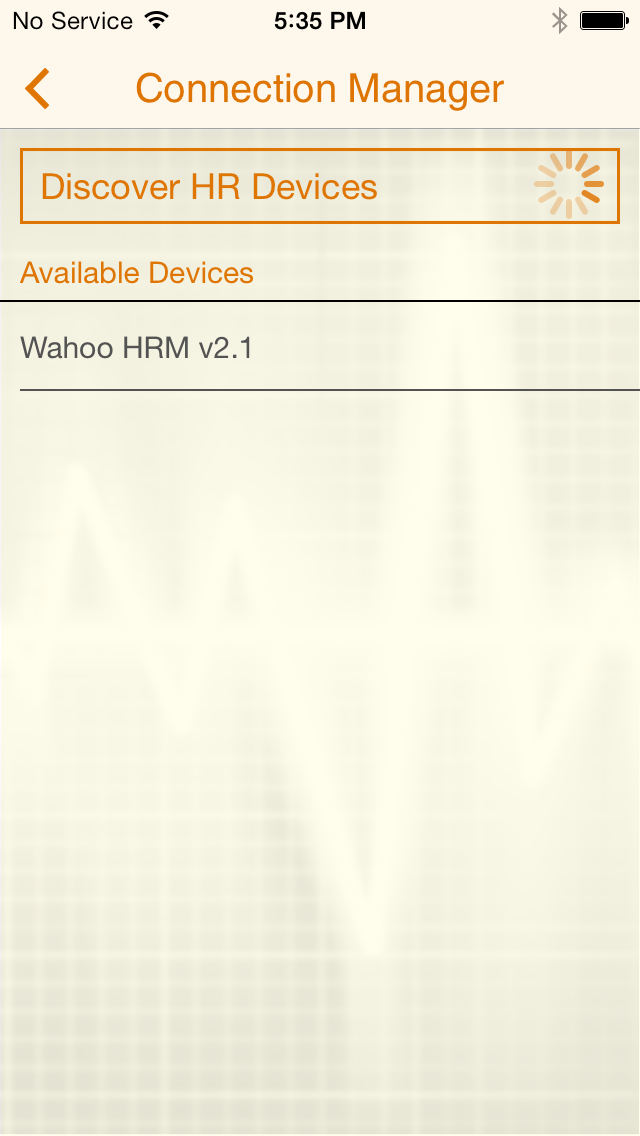 No Service 5:35 PM
Connection Manager
Discover HR Devices
Available Devices
Wahoo HRM v2.1